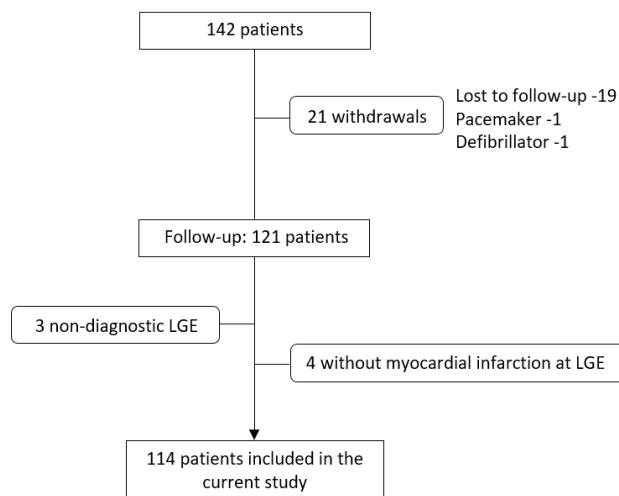 142 patients
21 withdrawals
Lost to follow-up -19
Pacemaker -1
Defibrillator -1
Follow-up: 121 patients
3 non-diagnostic LGE
4 without myocardial infarction at LGE
114 patients included in the
current study